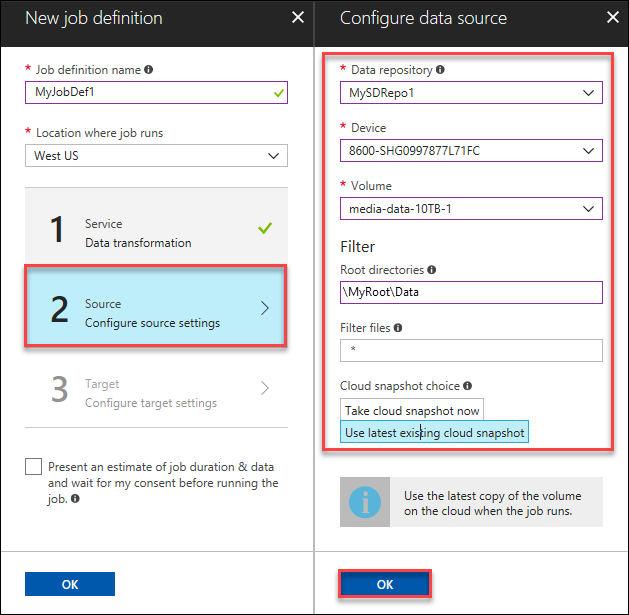 New job definition
* Job definition name
MyJobDef1
* Location where job runs
West US
1
Service
Data transformation
2
Source
Configure source settings
3
Target
Configure target settings
Present an estimate of job duration & data
and wait for my consent before running the
job.
OK
Configure data source
* Data repository
MySDRepo1
* Device
8600-SHG0997877L71FC
* Volume
media-data-10TB-1
Filter
Root directories
\MyRoot\Data
Filter files
*
Cloud snapshot choice
Take cloud snapshot now
Use latest existing cloud snapshot
Use the latest copy of the volume
on the cloud when the job runs.
OK